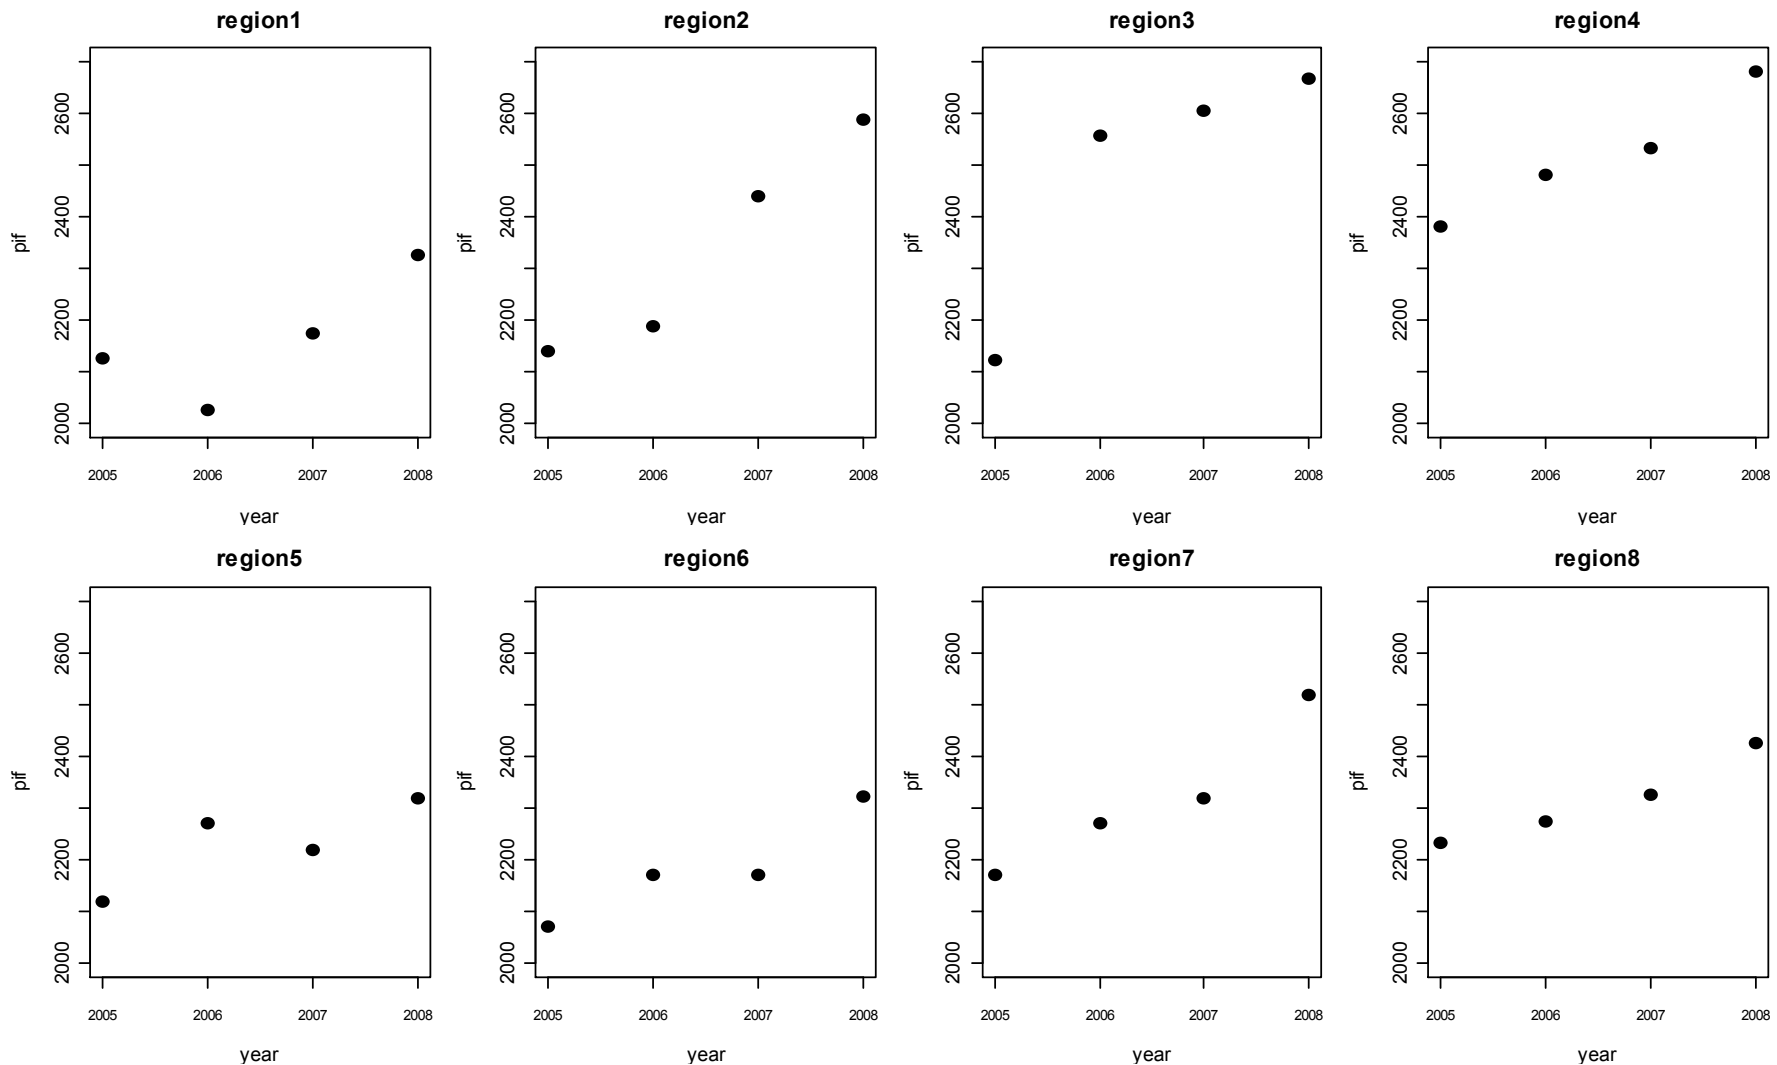 region1 region2 region3 region4
2600 2600 2600 2600
2400 2400 2400 2400
pif pif pif pif
2200 2200 2200 2200
2000 2000 2000 2000
2005 2006 2007 2008 2005 2006 2007 2008 2005 2006 2007 2008 2005 2006 2007 2008
year year year year
region5 region6 region7 region8
2600 2600 2600 2600
2400 2400 2400 2400
pif pif pif pif
2200 2200 2200 2200
2000 2000 2000 2000
2005 2006 2007 2008 2005 2006 2007 2008 2005 2006 2007 2008 2005 2006 2007 2008
year year year year